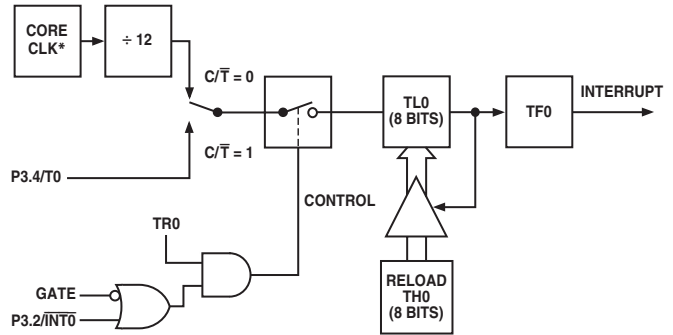 CORE
CLK*
÷ 12
C/T̅ = 0
C/T̅ = 1
P3.4/T0
TL0
(8 BITS)
TF0
INTERRUPT
CONTROL
TR0
GATE
P3.2/I̅N̅T̅0̅
RELOAD
TH0
(8 BITS)